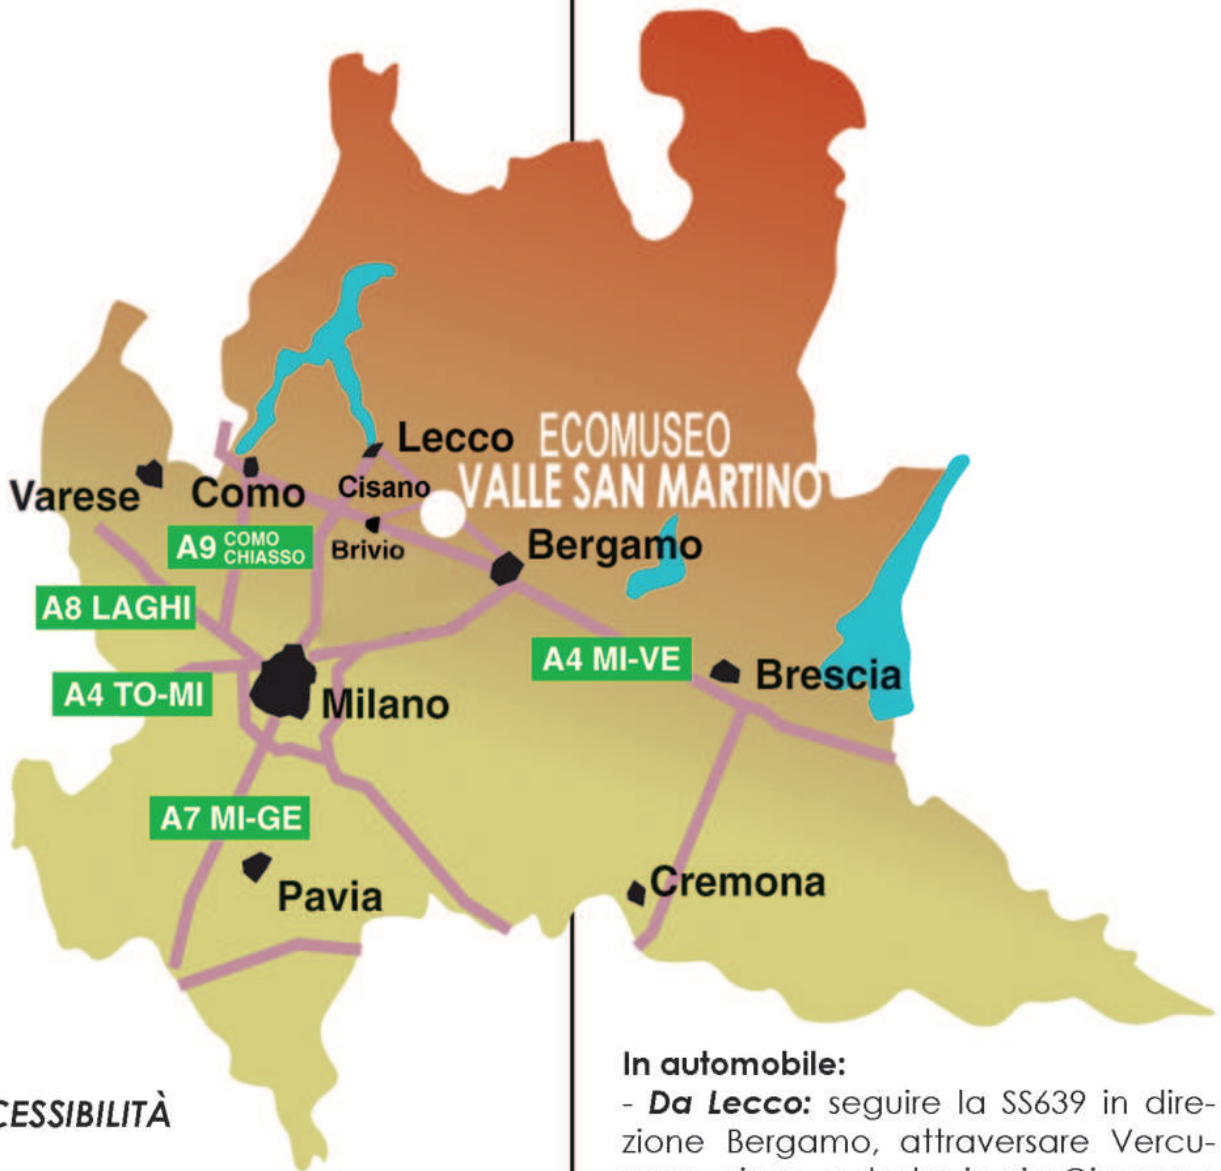 Lecco
ECOMUSEO
VALLE SAN MARTINO
Varese
Como
Cisano
A9 COMO
CHIASSO
Brivio
Bergamo
A8 LAGHI
A4 MI-VE
Brescia
A4 TO-MI
Milano
A7 MI-GE
Pavia
Cremona
CESSIBILITÀ
In automobile:
- Da Lecco: seguire la SS639 in dire-
zione Bergamo, attraversare Vercu-